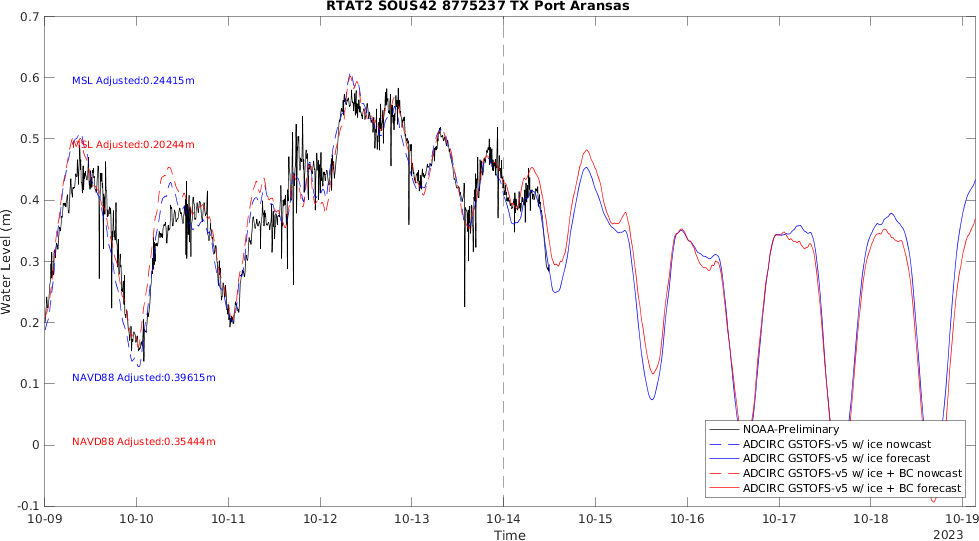 RTAT2 SOUS42 8775237 TX Port Aransas
0.7
0.6
0.5
0.4
0.3
0.2
0.1
0
-0.1
Water Level (m)
MSL Adjusted:0.24415m
MSL Adjusted:0.20244m
NAVD88 Adjusted:0.39615m
NAVD88 Adjusted:0.35444m
NOAA-Preliminary
ADCIRC GSTOFS-v5 w/ ice nowcast
ADCIRC GSTOFS-v5 w/ ice forecast
ADCIRC GSTOFS-v5 w/ ice + BC nowcast
ADCIRC GSTOFS-v5 w/ ice + BC forecast
10-09 10-10 10-11 10-12 10-13 10-14 10-15 10-16 10-17 10-18 10-19
Time
2023